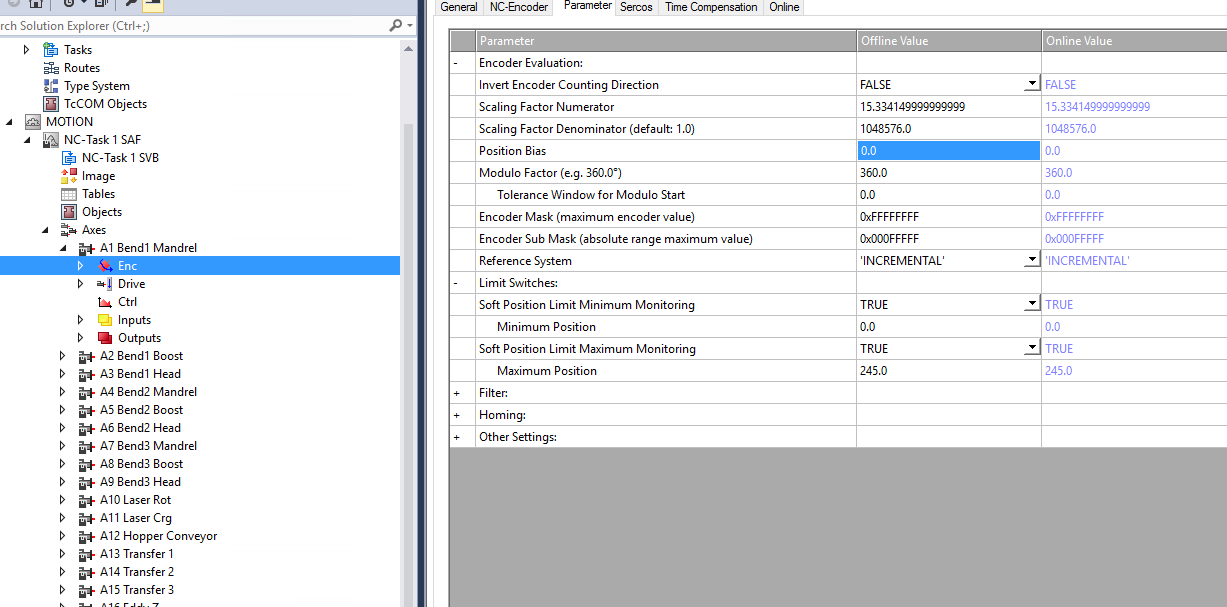 General NC-Encoder Parameter Sercos Time Compensation Online
rch Solution Explorer (Ctrl+;)
Tasks
Routes
Type System
TcCOM Objects
MOTION
NC-Task 1 SAF
NC-Task 1 SVB
Image
Tables
Objects
Axes
A1 Bend1 Mandrel
Enc
Drive
Ctrl
Inputs
Outputs
A2 Bend1 Boost
A3 Bend1 Head
A4 Bend2 Mandrel
A5 Bend2 Boost
A6 Bend2 Head
A7 Bend3 Mandrel
A8 Bend3 Boost
A9 Bend3 Head
A10 Laser Rot
A11 Laser Crg
A12 Hopper Conveyor
A13 Transfer 1
A14 Transfer 2
A15 Transfer 3
A16 Eddy Z
Parameter Offline Value Online Value
- Encoder Evaluation:
Invert Encoder Counting Direction FALSE FALSE
Scaling Factor Numerator 15.334149999999999 15.334149999999999
Scaling Factor Denominator (default: 1.0) 1048576.0 1048576.0
Position Bias 0.0 0.0
Modulo Factor (e.g. 360.0°) 360.0 360.0
Tolerance Window for Modulo Start 0.0 0.0
Encoder Mask (maximum encoder value) 0xFFFFFFFF 0xFFFFFFFF
Encoder Sub Mask (absolute range maximum value) 0x000FFFFF 0x000FFFFF
Reference System 'INCREMENTAL' 'INCREMENTAL'
- Limit Switches:
Soft Position Limit Minimum Monitoring TRUE TRUE
Minimum Position 0.0 0.0
Soft Position Limit Maximum Monitoring TRUE TRUE
Maximum Position 245.0 245.0
+ Filter:
+ Homing:
+ Other Settings: